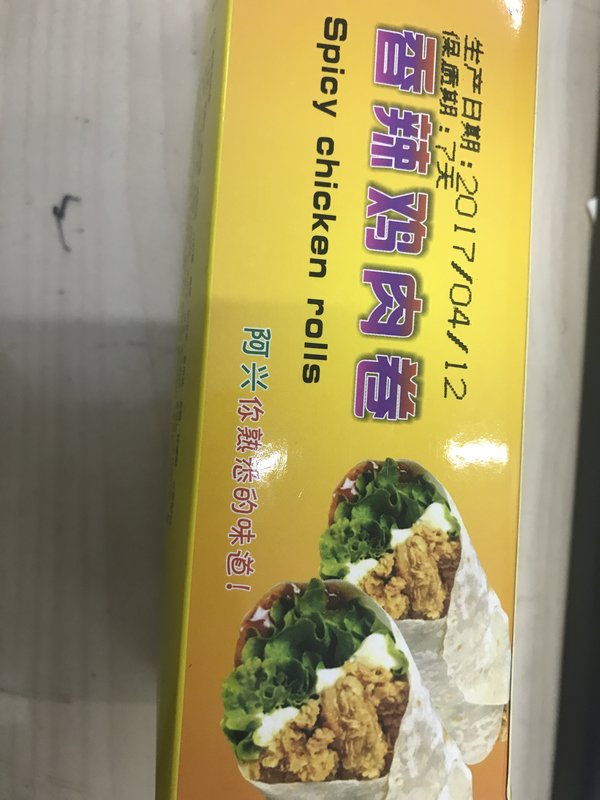 生产日期:2017/04/12
保质期:7天
香辣鸡肉卷
Spicy chicken rolls
阿兴你熟悉的味道!